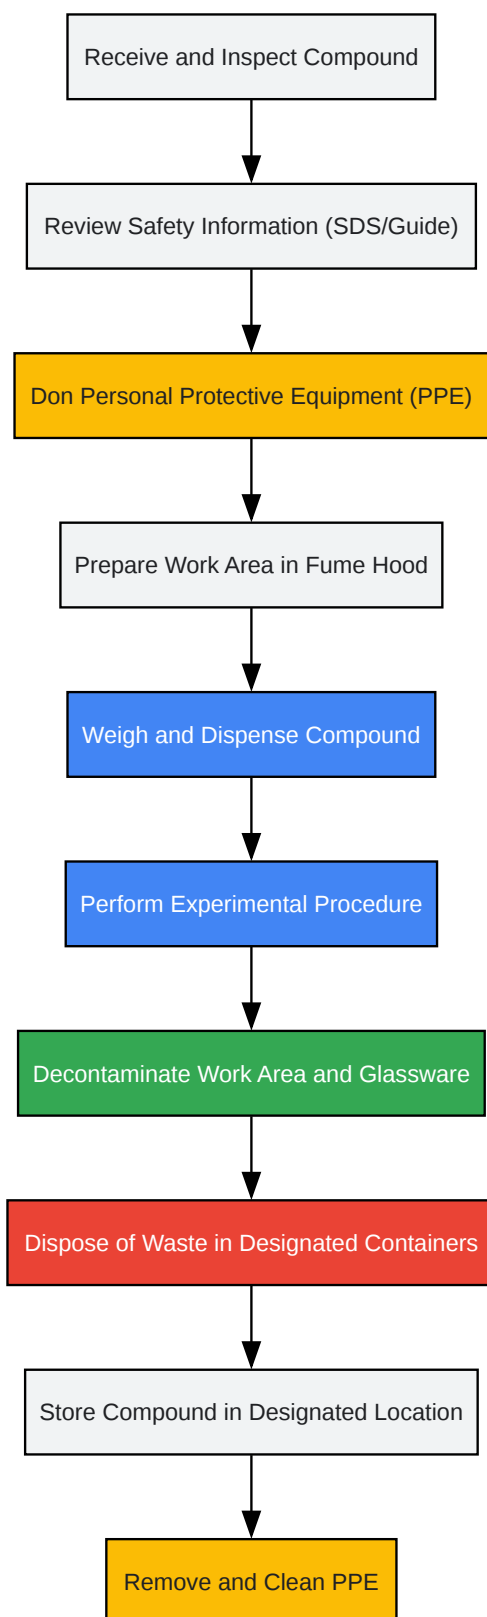 Receive and Inspect Compound
Review Safety Information (SDS/Guide)
Don Personal Protective Equipment (PPE)
Prepare Work Area in Fume Hood
Weigh and Dispense Compound
Perform Experimental Procedure
Decontaminate Work Area and Glassware
Dispose of Waste in Designated Containers
Store Compound in Designated Location
Remove and Clean PPE